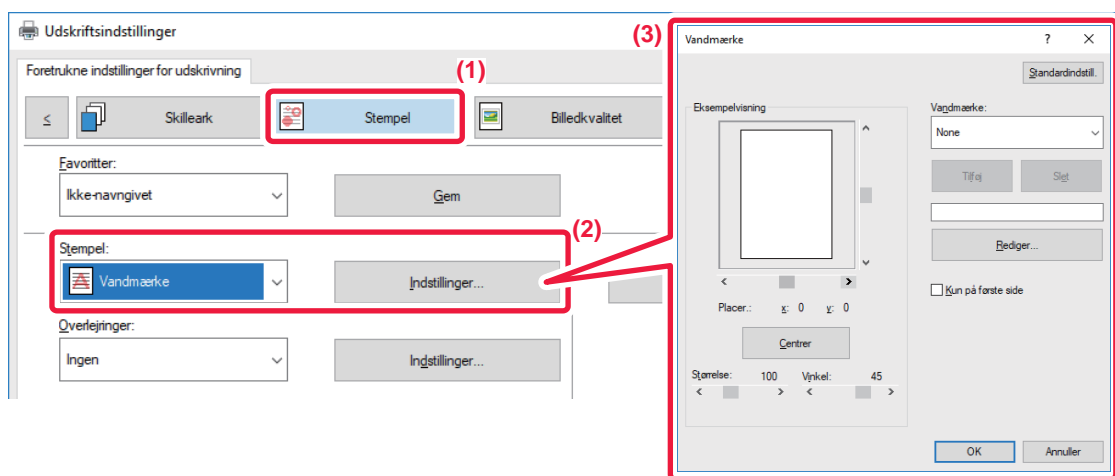 Udskriftsindstillinger
Foretrukne indstillinger for udskrivning
(1)
<
Skilleark
Stempel
Billedkvalitet
Favoritter:
Ikke-navngivet
Gem
(2)
Stempel:
Vandmærke
Indstillinger...
Overlejringer:
Ingen
Indstillinger...
(3)
Vandmærke
?
Standardindstill.
Eksempelvisning
Vandmærke:
None
Tilføj
Slet
Rediger...
Kun på første side
Placer.: x: 0 y: 0
Centrer
Størrelse: 100 Vinkel: 45
OK
Annuller